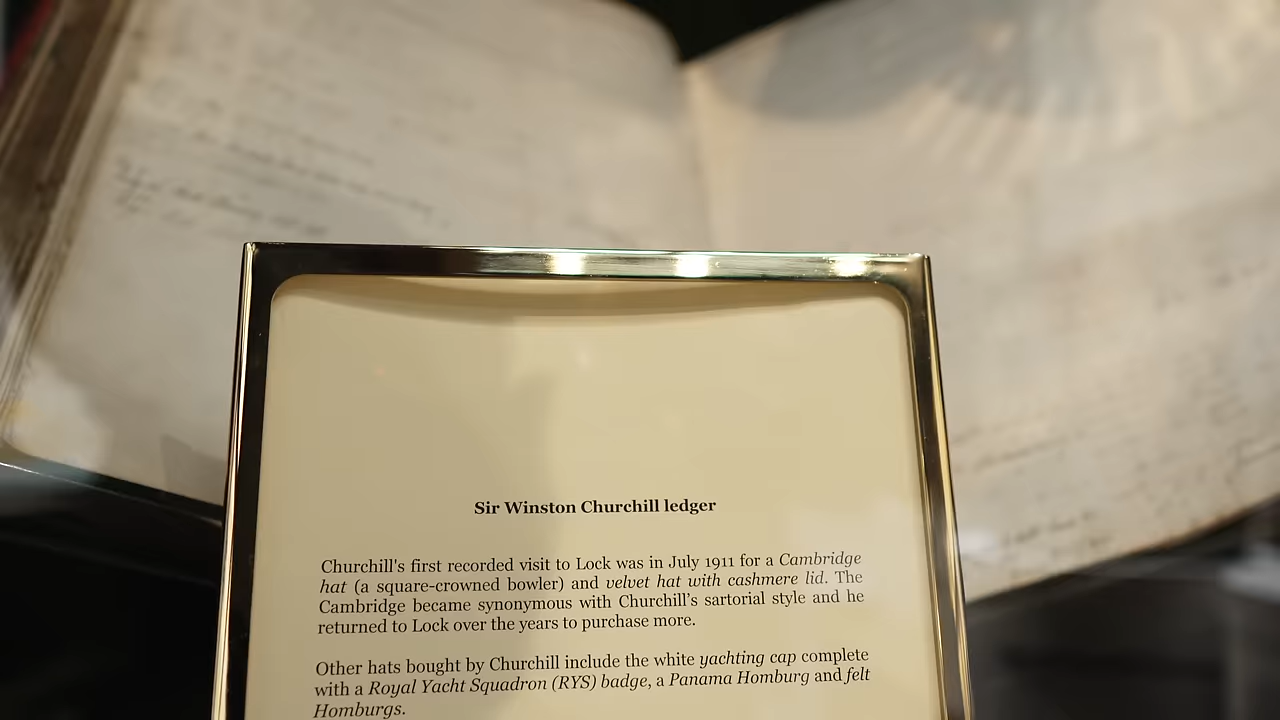 Sir Winston Churchill ledger
Churchill's first recorded visit to Lock was in July 1911 for a Cambridge
hat (a square-crowned bowler) and velvet hat with cashmere lid. The
Cambridge became synonymous with Churchill's sartorial style and he
returned to Lock over the years to purchase more.
Other hats bought by Churchill include the white yachting cap complete
with a Royal Yacht Squadron (RYS) badge, a Panama Homburg and felt
Homburgs.